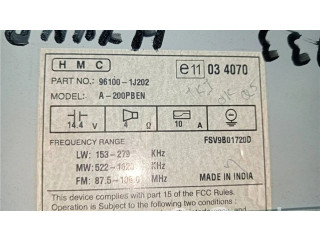 HMC
PART NO.: 96100-1J202
MODEL: A-200PBEN
e11 03 4070
14.4 V 4 Ω 10 A
FREQUENCY RANGE FSV9B01720D
LW: 153-279 KHz
MW: 522-1620 KHz
FM: 87.5-108.0 MHz
MADE IN INDIA
This device complies with part 15 of the FCC Rules.
Operation is Subject to the following two